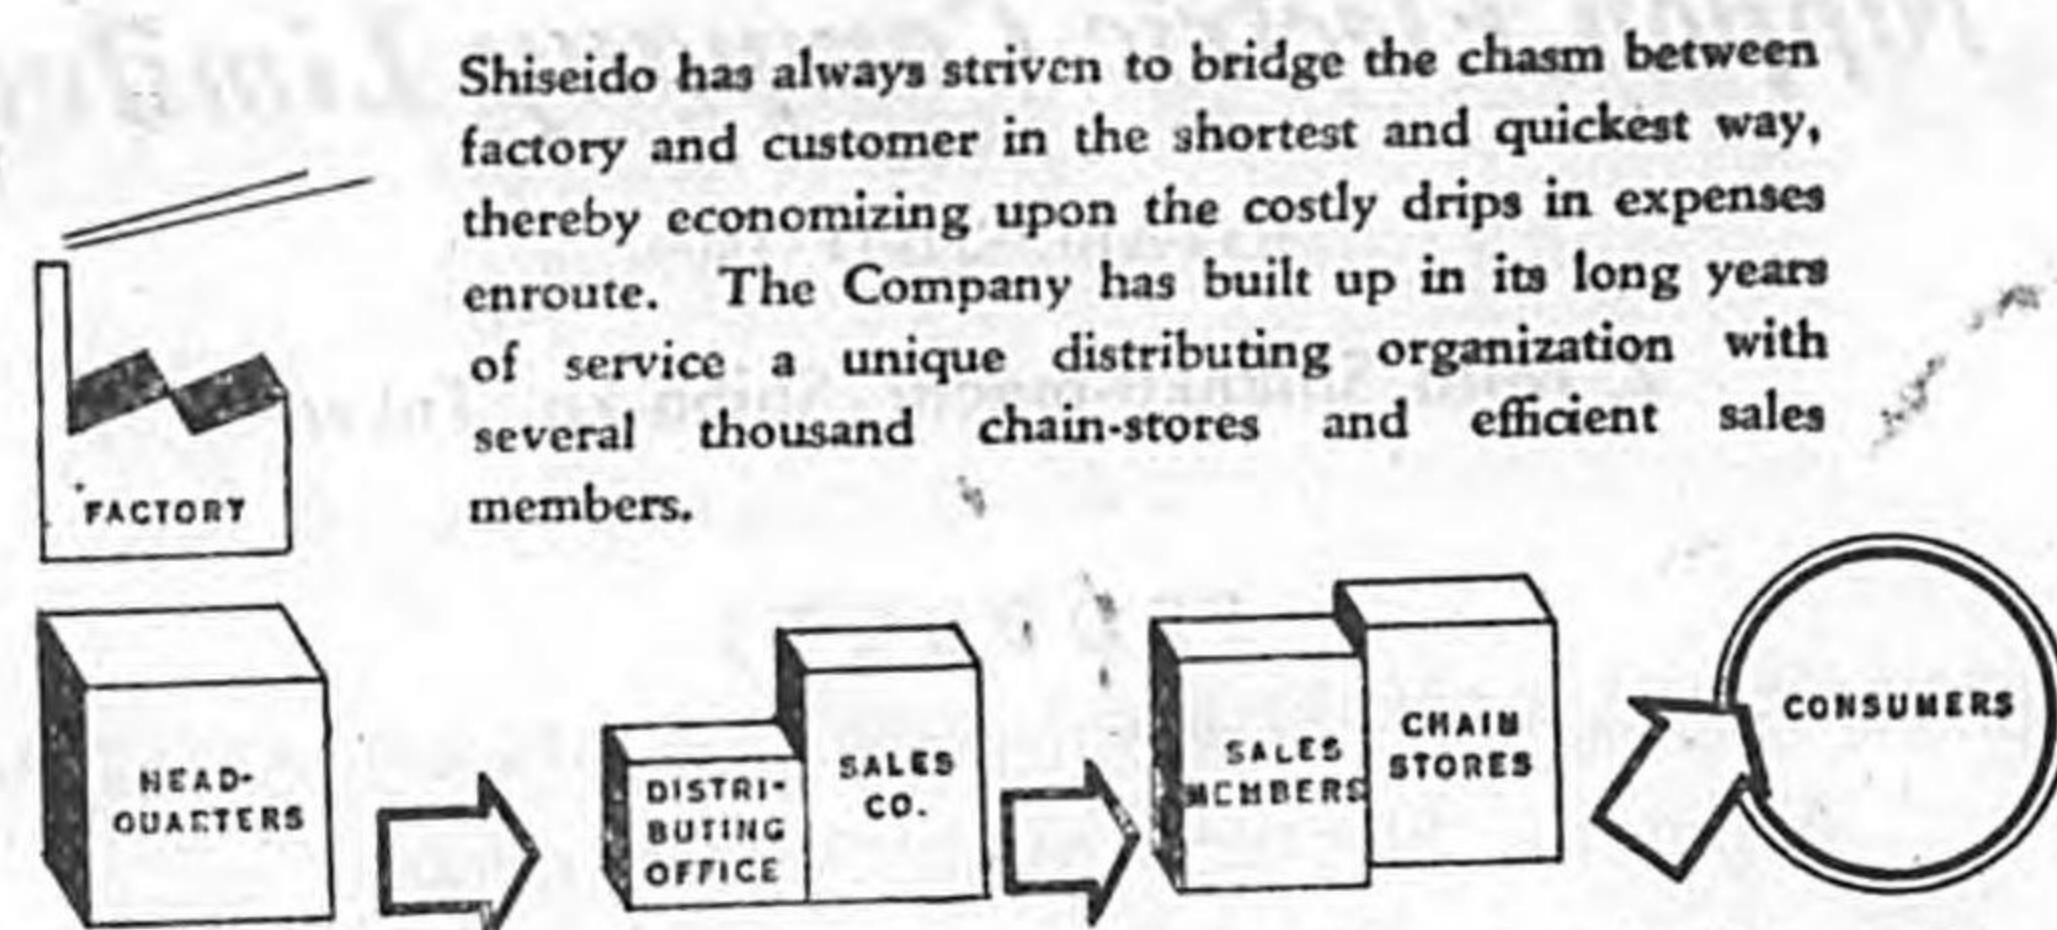 Shiseido has always striven to bridge the chasm between
factory and customer in the shortest and quickest way,
thereby economizing upon the costly drips in expenses
enroute. The Company has built up in its long years
of service a unique distributing organization with
several thousand chain-stores and efficient sales
members.
FACTORY
HEAD-
QUARTERS
DISTRI-
BUTING
OFFICE
SALES
CO.
SALES
MEMBERS
CHAIN
STORES
CONSUMERS